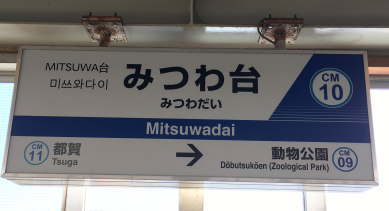 MITSUWA台
미쓰와다이
みつわ台
みつわだい
CM
10
Mitsuwadai
CM
11
都賀
Tsuga
→
動物公園
Dōbutsukōen (Zoological Park)
CM
09